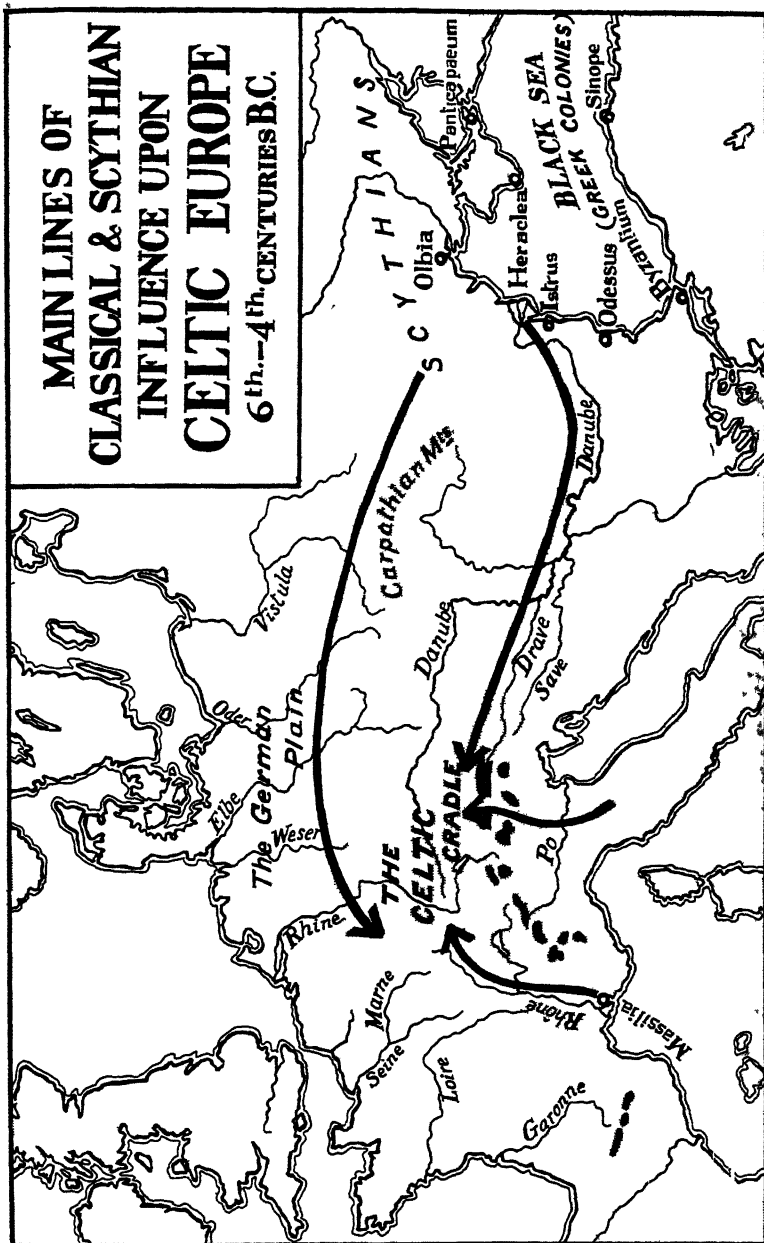 MAIN LINES OF
CLASSICAL & SCYTHIAN
INFLUENCE UPON
CELTIC EUROPE
6th.–4th. CENTURIES B.C.
SCYTHIANS
Olbia
Panticapaeum
Heraclea
BLACK SEA
(GREEK COLONIES)
Sinope
Istrus
Odessus
Byzantium
Danube
Carpathian Mts.
Vistula
Oder
The German
Plain
Elbe
Weser
Danube
Drave
Save
THE
CELTIC
CRADLE
Po
Rhine
Marne
Seine
Loire
Rhône
Massilia
Garonne